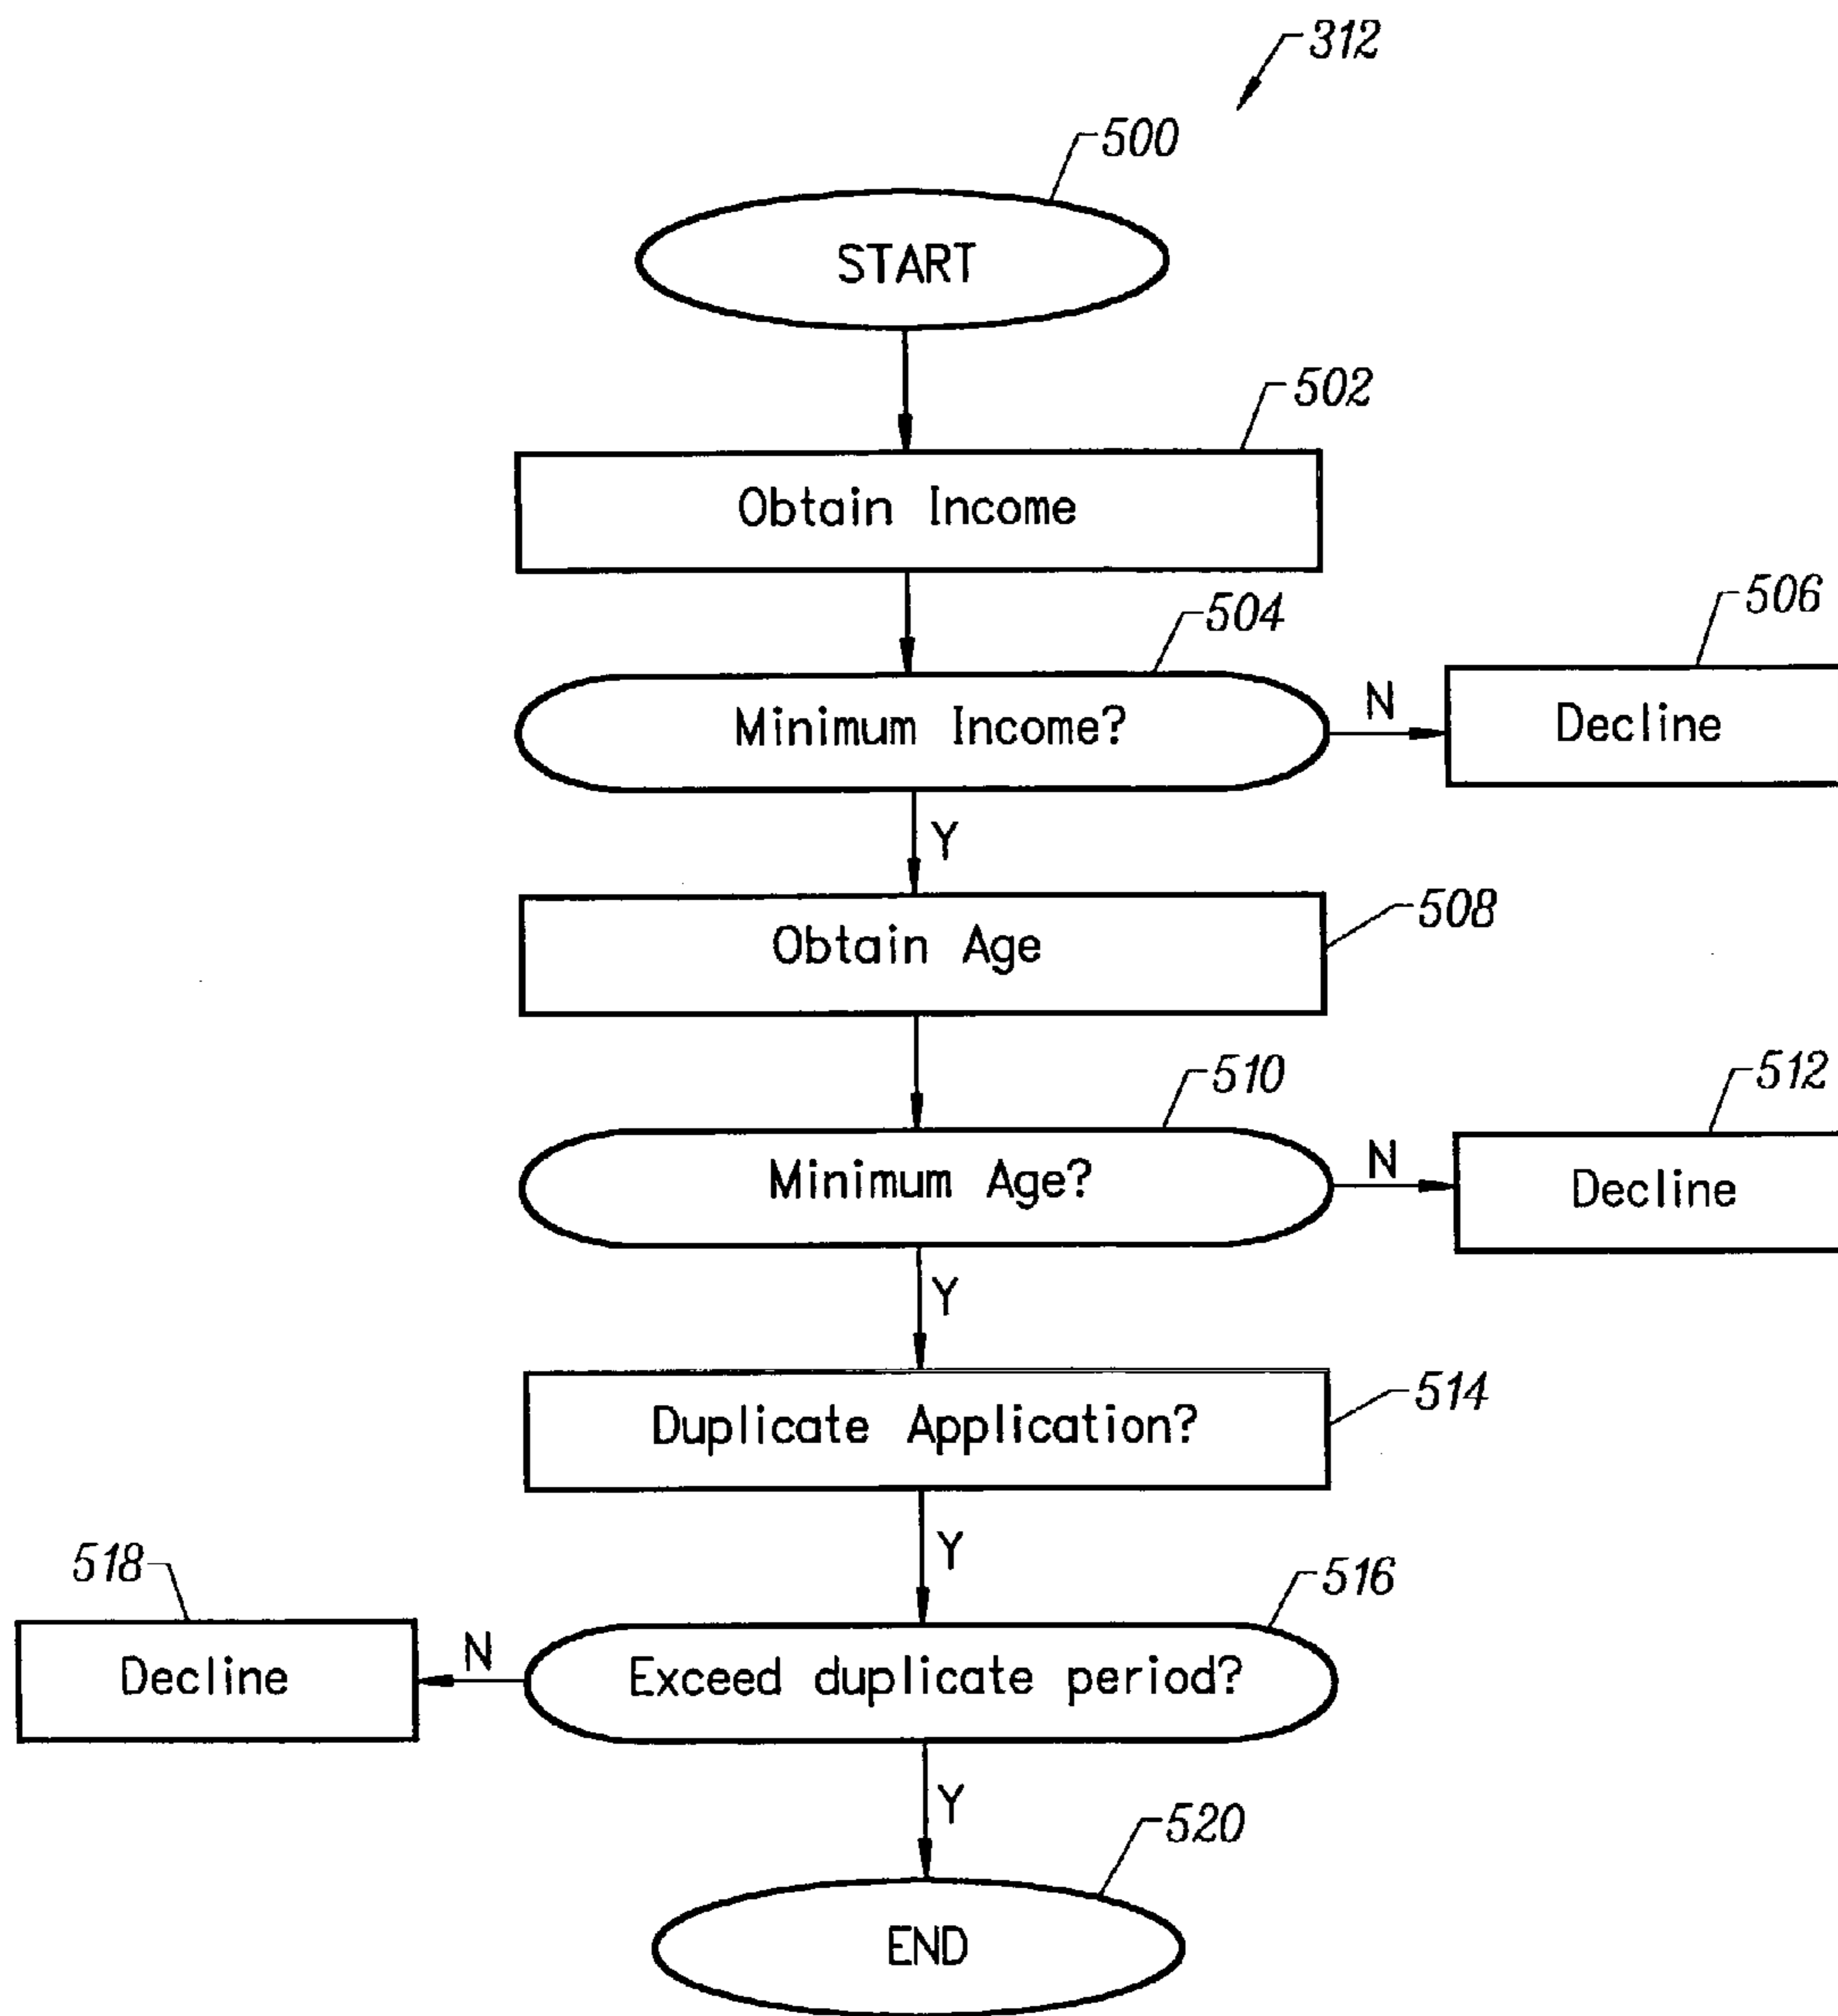 312
500
START
502
Obtain Income
504
506
Minimum Income?
N
Decline
Y
508
Obtain Age
510
512
Minimum Age?
N
Decline
Y
514
Duplicate Application?
Y
518
516
Decline
N
Exceed duplicate period?
Y
520
END